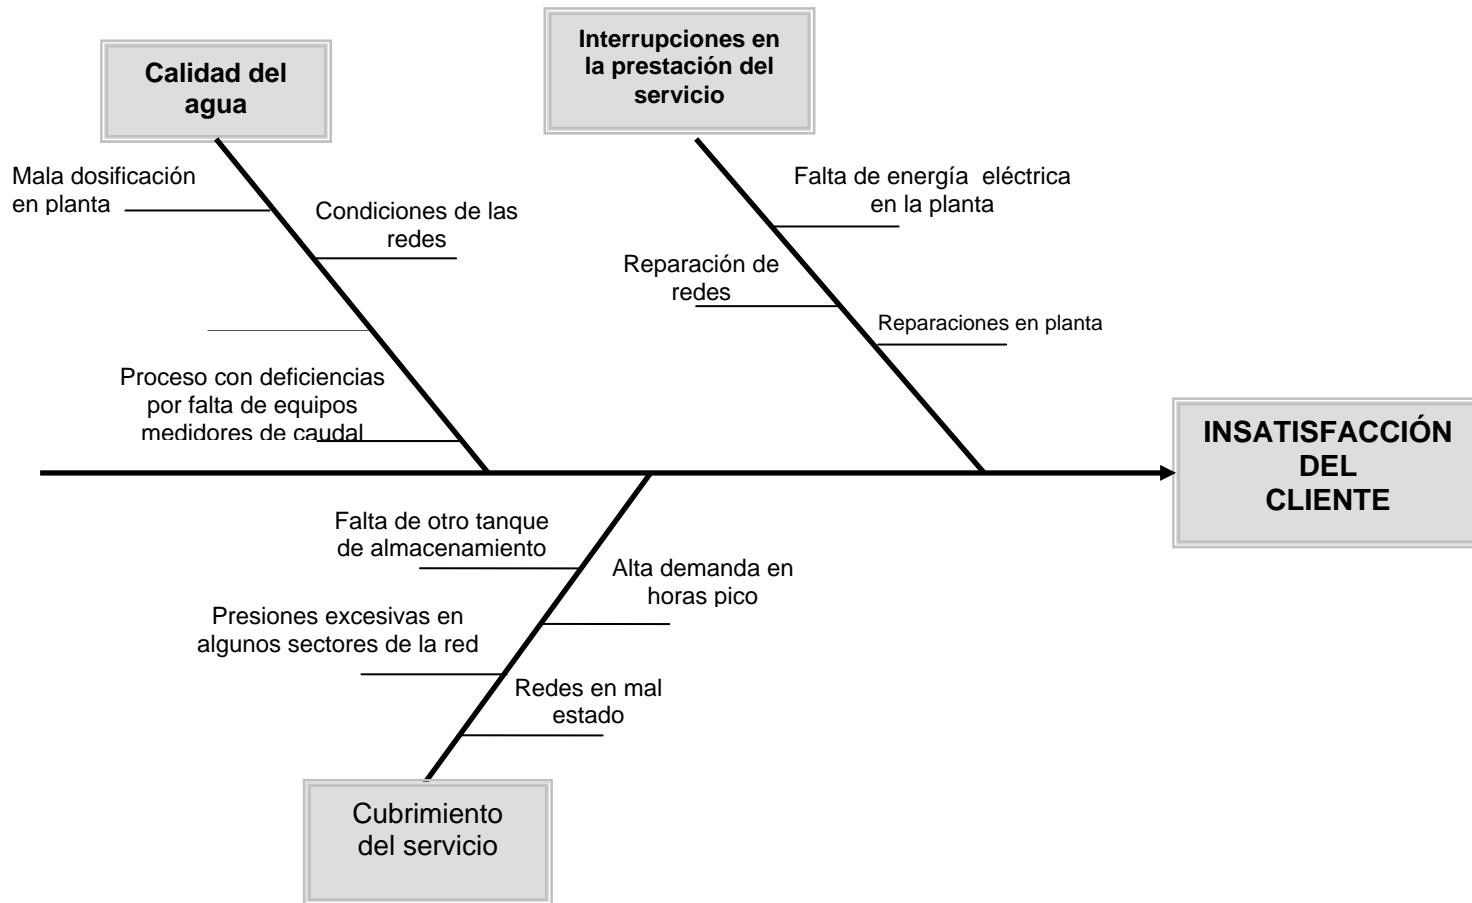 Calidad del
agua
Interrupciones en
la prestación del
servicio
Mala dosificación
en planta
Condiciones de las
redes
Proceso con deficiencias
por falta de equipos
medidores de caudal
Falta de energía eléctrica
en la planta
Reparación de
redes
Reparaciones en planta
INSATISFACCIÓN
DEL
CLIENTE
Falta de otro tanque
de almacenamiento
Alta demanda en
horas pico
Presiones excesivas en
algunos sectores de la red
Redes en mal
estado
Cubrimiento
del servicio